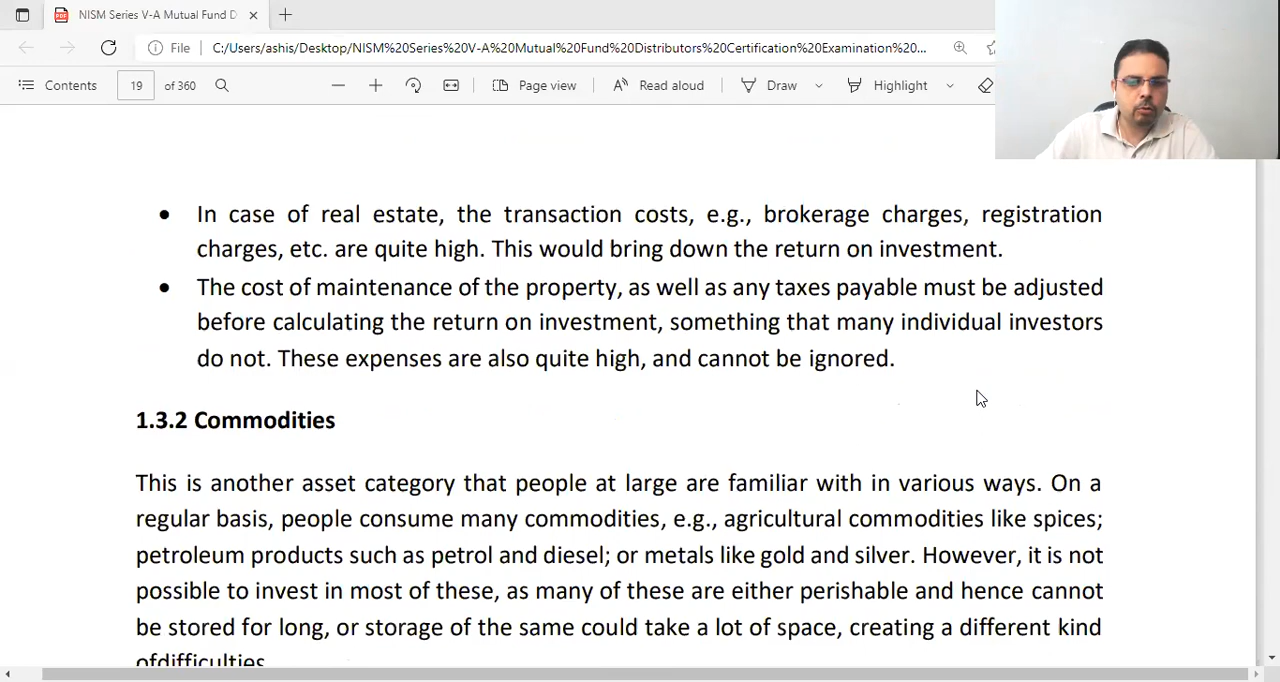 NISM Series V-A Mutual Fund D
File
C:/Users/ashis/Desktop/NISM%20Series%20V-A%20Mutual%20Fund%20Distributors%20Certification%20Examination%20...
Contents
19
of 360
Page view
Read aloud
Draw
Highlight
• In case of real estate, the transaction costs, e.g., brokerage charges, registration
charges, etc. are quite high. This would bring down the return on investment.
• The cost of maintenance of the property, as well as any taxes payable must be adjusted
before calculating the return on investment, something that many individual investors
do not. These expenses are also quite high, and cannot be ignored.
1.3.2 Commodities
This is another asset category that people at large are familiar with in various ways. On a
regular basis, people consume many commodities, e.g., agricultural commodities like spices;
petroleum products such as petrol and diesel; or metals like gold and silver. However, it is not
possible to invest in most of these, as many of these are either perishable and hence cannot
be stored for long, or storage of the same could take a lot of space, creating a different kind
ofdifficulties.